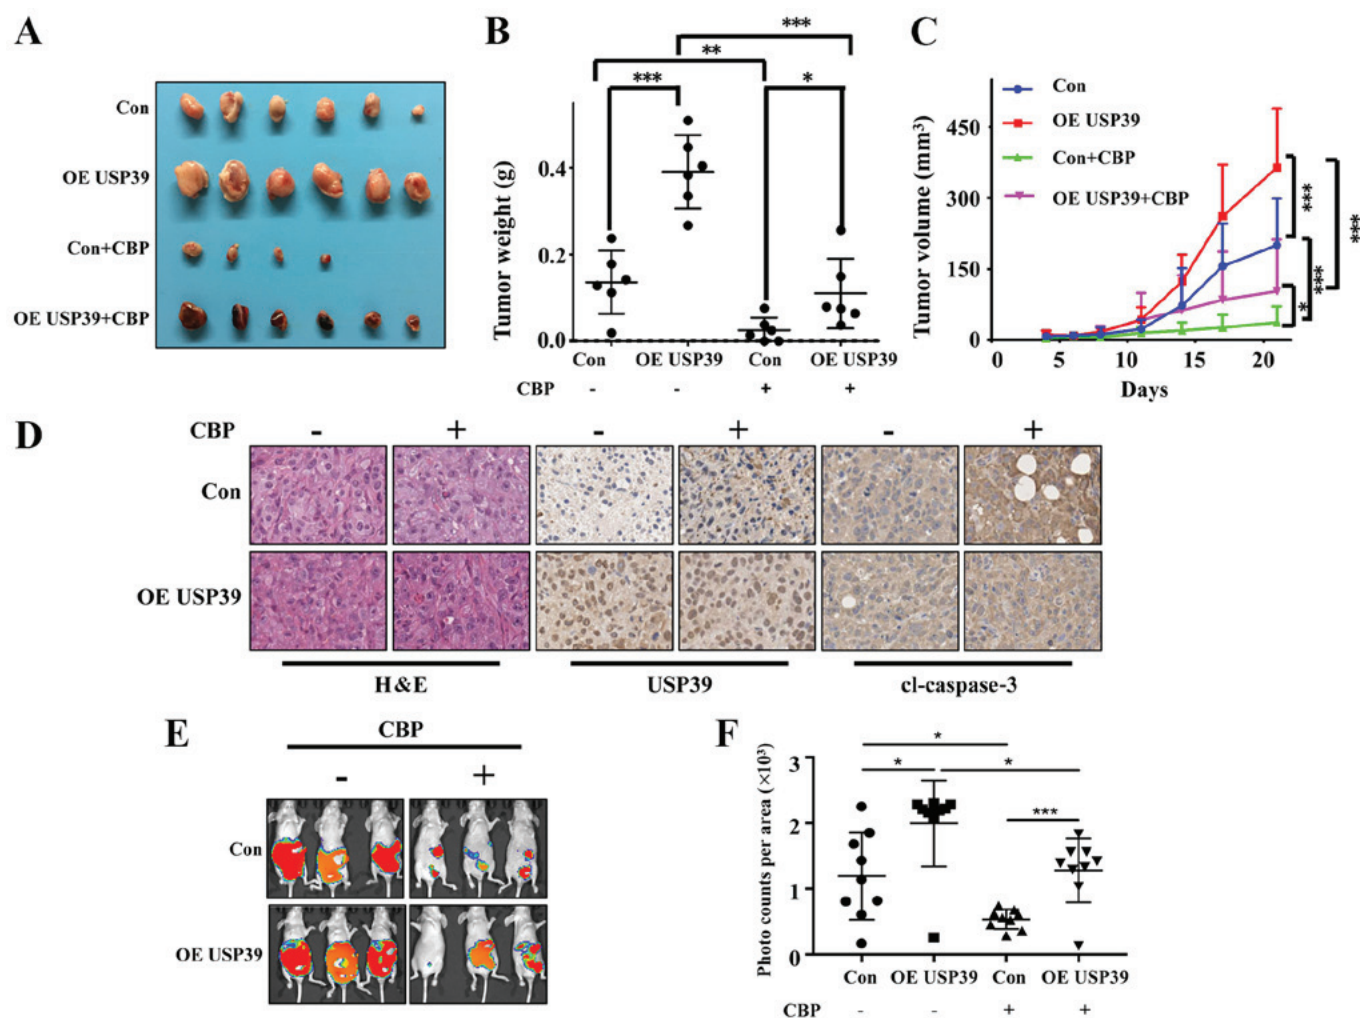 A
Con
OE USP39
Con+CBP
OE USP39+CBP
B
***
**
***
*
Tumor weight (g)
0.4
0.2
0.0
Con
OE USP39
Con
OE USP39
CBP
-
-
+
+
C
Con
OE USP39
Con+CBP
OE USP39+CBP
Tumor volume (mm³)
450
300
150
0
0
5
10
15
20
Days
***
***
***
*
D
CBP
-
+
-
+
-
+
Con
OE USP39
H&E
USP39
cl-caspase-3
E
CBP
-
+
Con
OE USP39
F
*
*
*
***
Photo counts per area (×10³)
3
2
1
0
Con
OE USP39
Con
OE USP39
CBP
-
-
+
+